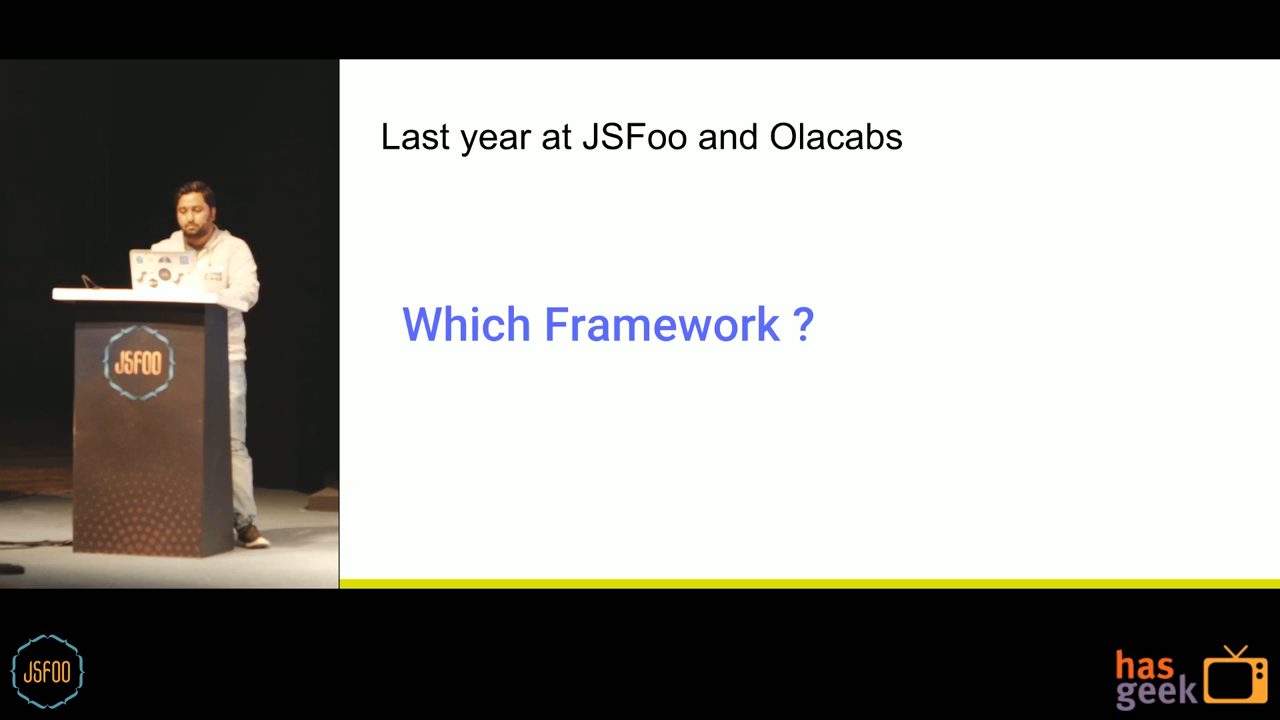 Last year at JSFoo and Olacabs
Which Framework ?
JSFOO
JSFOO
has
geek